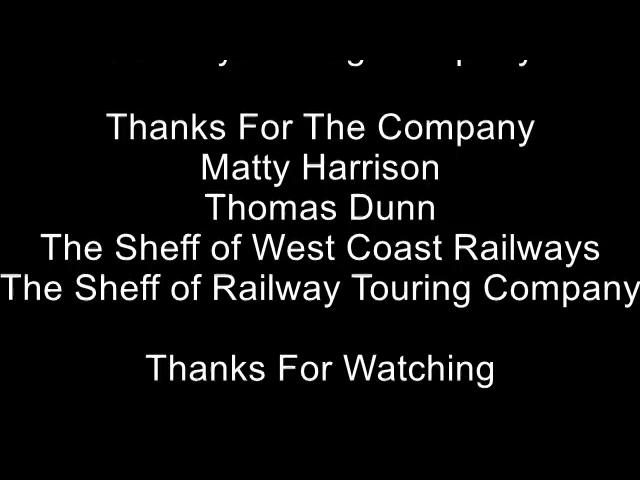 Thanks For The Company
Matty Harrison
Thomas Dunn
The Sheff of West Coast Railways
The Sheff of Railway Touring Company
Thanks For Watching